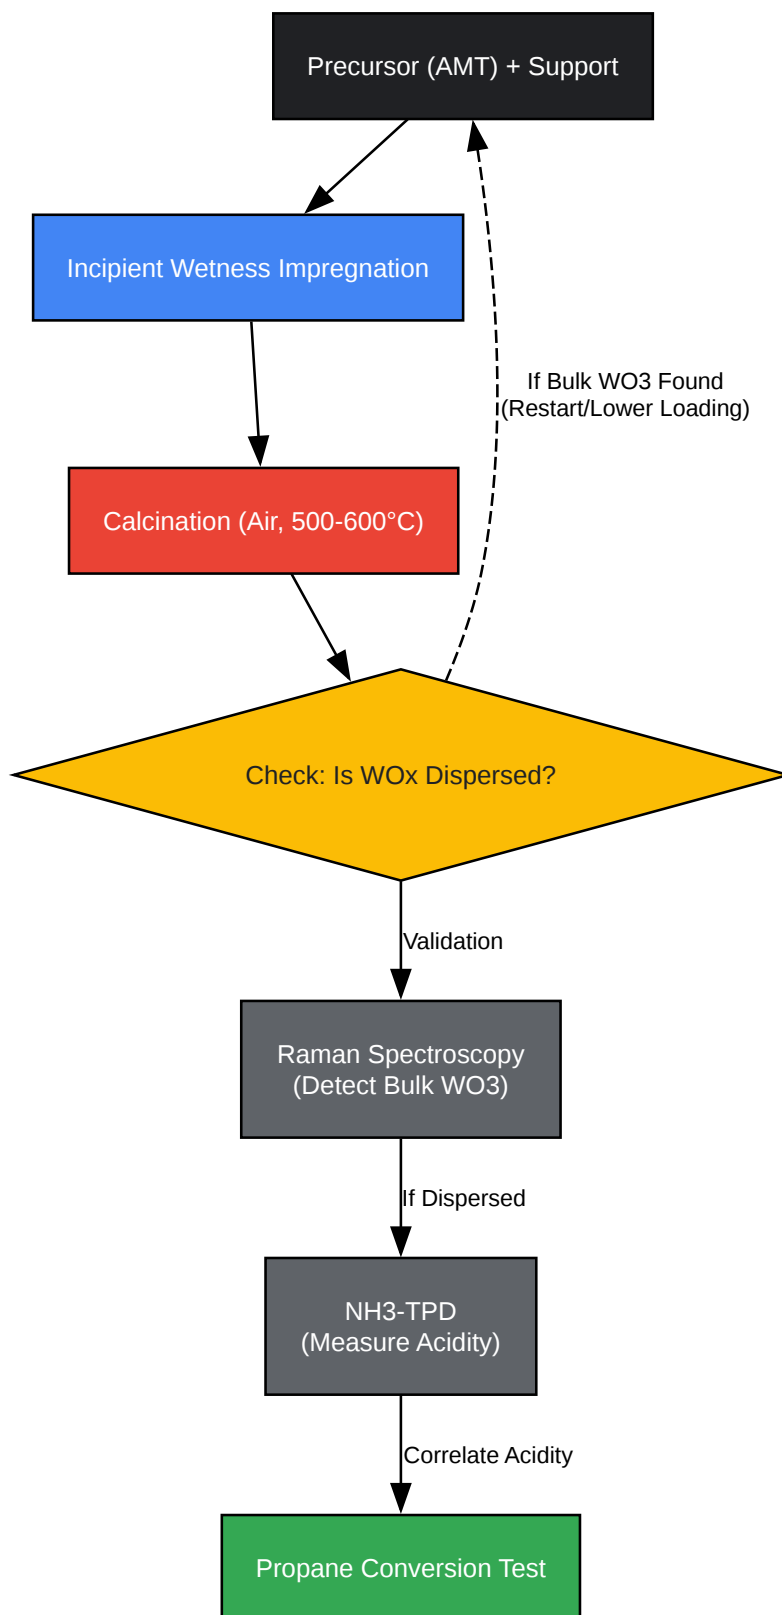 Precursor (AMT) + Support
Incipient Wetness Impregnation
If Bulk WO3 Found
(Restart/Lower Loading)
Calcination (Air, 500-600°C)
Check: Is WOx Dispersed?
Validation
Raman Spectroscopy
(Detect Bulk WO3)
If Dispersed
NH3-TPD
(Measure Acidity)
Correlate Acidity
Propane Conversion Test